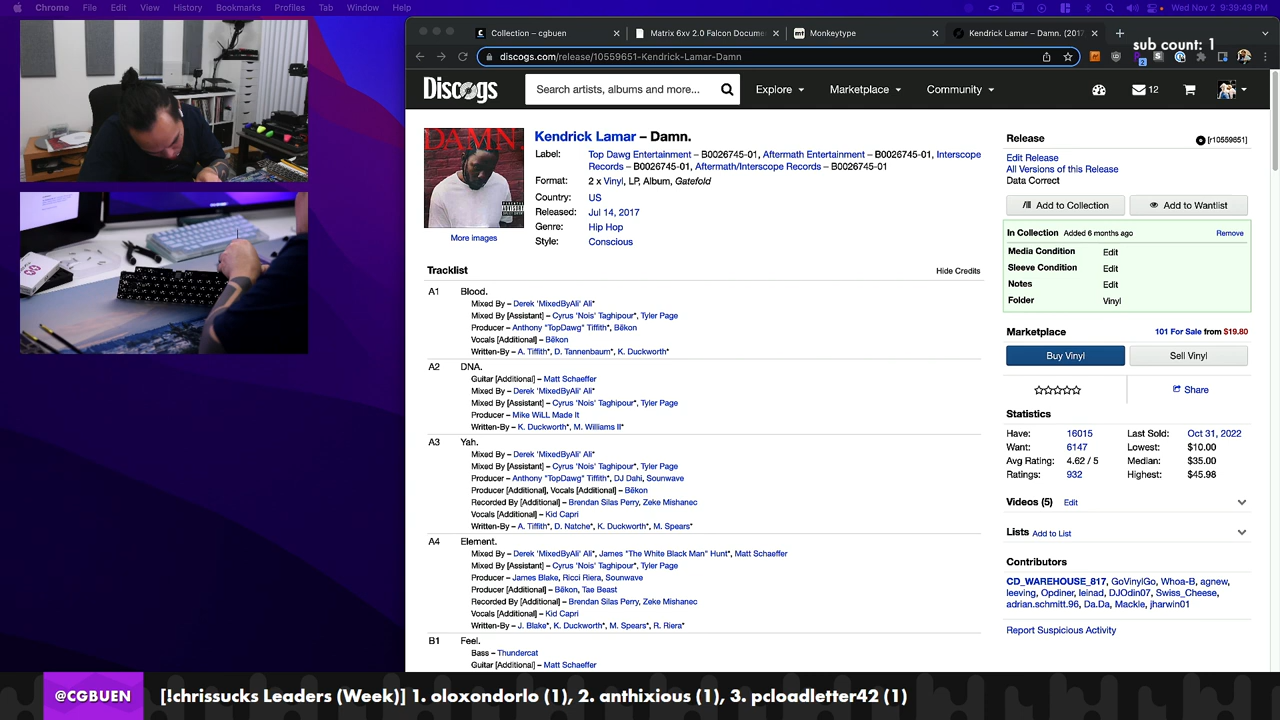 Chrome File Edit View History Bookmarks Profiles Tab Window Help
Wed Nov 2 9:39:49 PM
Collection – cgbuen
Matrix 6xv 2.0 Falcon Docume
Monkeytype
Kendrick Lamar – Damn. (2017
sub count: 1
discogs.com/release/10559651-Kendrick-Lamar-Damn
Discogs
Search artists, albums and more...
Explore
Marketplace
Community
12
DAMN.
More images
Kendrick Lamar – Damn.
Label: Top Dawg Entertainment – B0026745-01, Aftermath Entertainment – B0026745-01, Interscope
Records – B0026745-01, Aftermath/Interscope Records – B0026745-01
Format: 2 x Vinyl, LP, Album, Gatefold
Country: US
Released: Jul 14, 2017
Genre: Hip Hop
Style: Conscious
Tracklist
Hide Credits
A1 Blood.
Mixed By – Derek 'MixedByAli' Ali*
Mixed By [Assistant] – Cyrus 'Nois' Taghipour*, Tyler Page
Producer – Anthony "TopDawg" Tiffith*, Bēkon
Vocals [Additional] – Bēkon
Written-By – A. Tiffith*, D. Tannenbaum*, K. Duckworth*
A2 DNA.
Guitar [Additional] – Matt Schaeffer
Mixed By – Derek 'MixedByAli' Ali*
Mixed By [Assistant] – Cyrus 'Nois' Taghipour*, Tyler Page
Producer – Mike WiLL Made It
Written-By – K. Duckworth*, M. Williams II*
A3 Yah.
Mixed By – Derek 'MixedByAli' Ali*
Mixed By [Assistant] – Cyrus 'Nois' Taghipour*, Tyler Page
Producer – Anthony "TopDawg" Tiffith*, DJ Dahi, Sounwave
Producer [Additional], Vocals [Additional] – Bēkon
Recorded By [Additional] – Brendan Silas Perry, Zeke Mishanec
Vocals [Additional] – Kid Capri
Written-By – A. Tiffith*, D. Natche*, K. Duckworth*, M. Spears*
A4 Element.
Mixed By – Derek 'MixedByAli' Ali*, James "The White Black Man" Hunt*, Matt Schaeffer
Mixed By [Assistant] – Cyrus 'Nois' Taghipour*, Tyler Page
Producer – James Blake, Ricci Riera, Sounwave
Producer [Additional] – Bēkon, Tae Beast
Recorded By [Additional] – Brendan Silas Perry, Zeke Mishanec
Vocals [Additional] – Kid Capri
Written-By – J. Blake*, K. Duckworth*, M. Spears*, R. Riera*
B1 Feel.
Bass – Thundercat
Guitar [Additional] – Matt Schaeffer
Release
[r10559651]
Edit Release
All Versions of this Release
Data Correct
Add to Collection
Add to Wantlist
In Collection Added 6 months ago
Remove
Media Condition Edit
Sleeve Condition Edit
Notes Edit
Folder Vinyl
Marketplace
101 For Sale from $19.80
Buy Vinyl
Sell Vinyl
Share
Statistics
Have: 16015 Last Sold: Oct 31, 2022
Want: 6147 Lowest: $10.00
Avg Rating: 4.62 / 5 Median: $35.00
Ratings: 932 Highest: $45.98
Videos (5) Edit
Lists Add to List
Contributors
CD_WAREHOUSE_817, GoVinylGo, Whoa-B, agnew,
leeving, Opdiner, leinad, DJOdin07, Swiss_Cheese,
adrian.schmitt.96, Da.Da, Mackle, jharwin01
Report Suspicious Activity
@CGBUEN
[!chrissucks Leaders (Week)] 1. oloxondorlo (1), 2. anthixious (1), 3. pcloadletter42 (1)